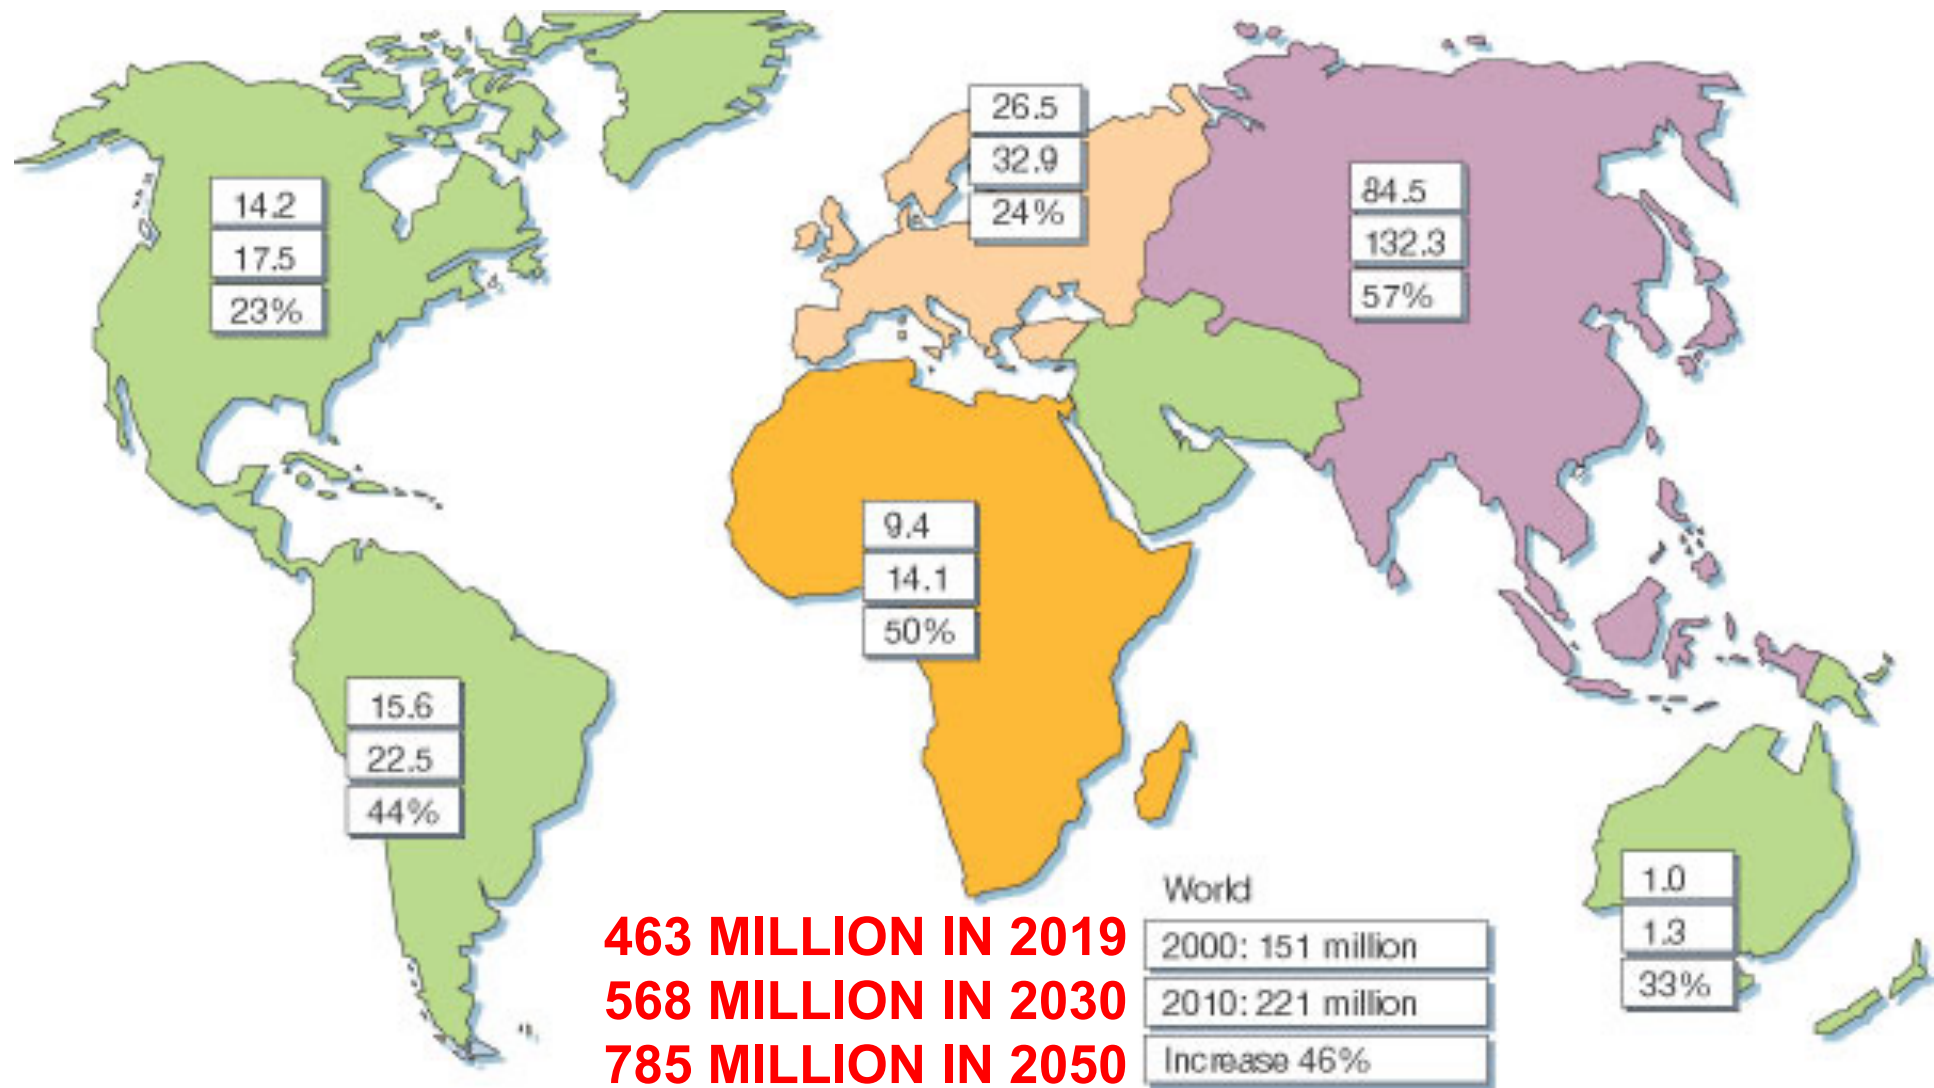 14.2
17.5
23%
26.5
32.9
24%
84.5
132.3
57%
9.4
14.1
50%
15.6
22.5
44%
1.0
1.3
33%
463 MILLION IN 2019
568 MILLION IN 2030
785 MILLION IN 2050
World
2000: 151 million
2010: 221 million
Increase 46%